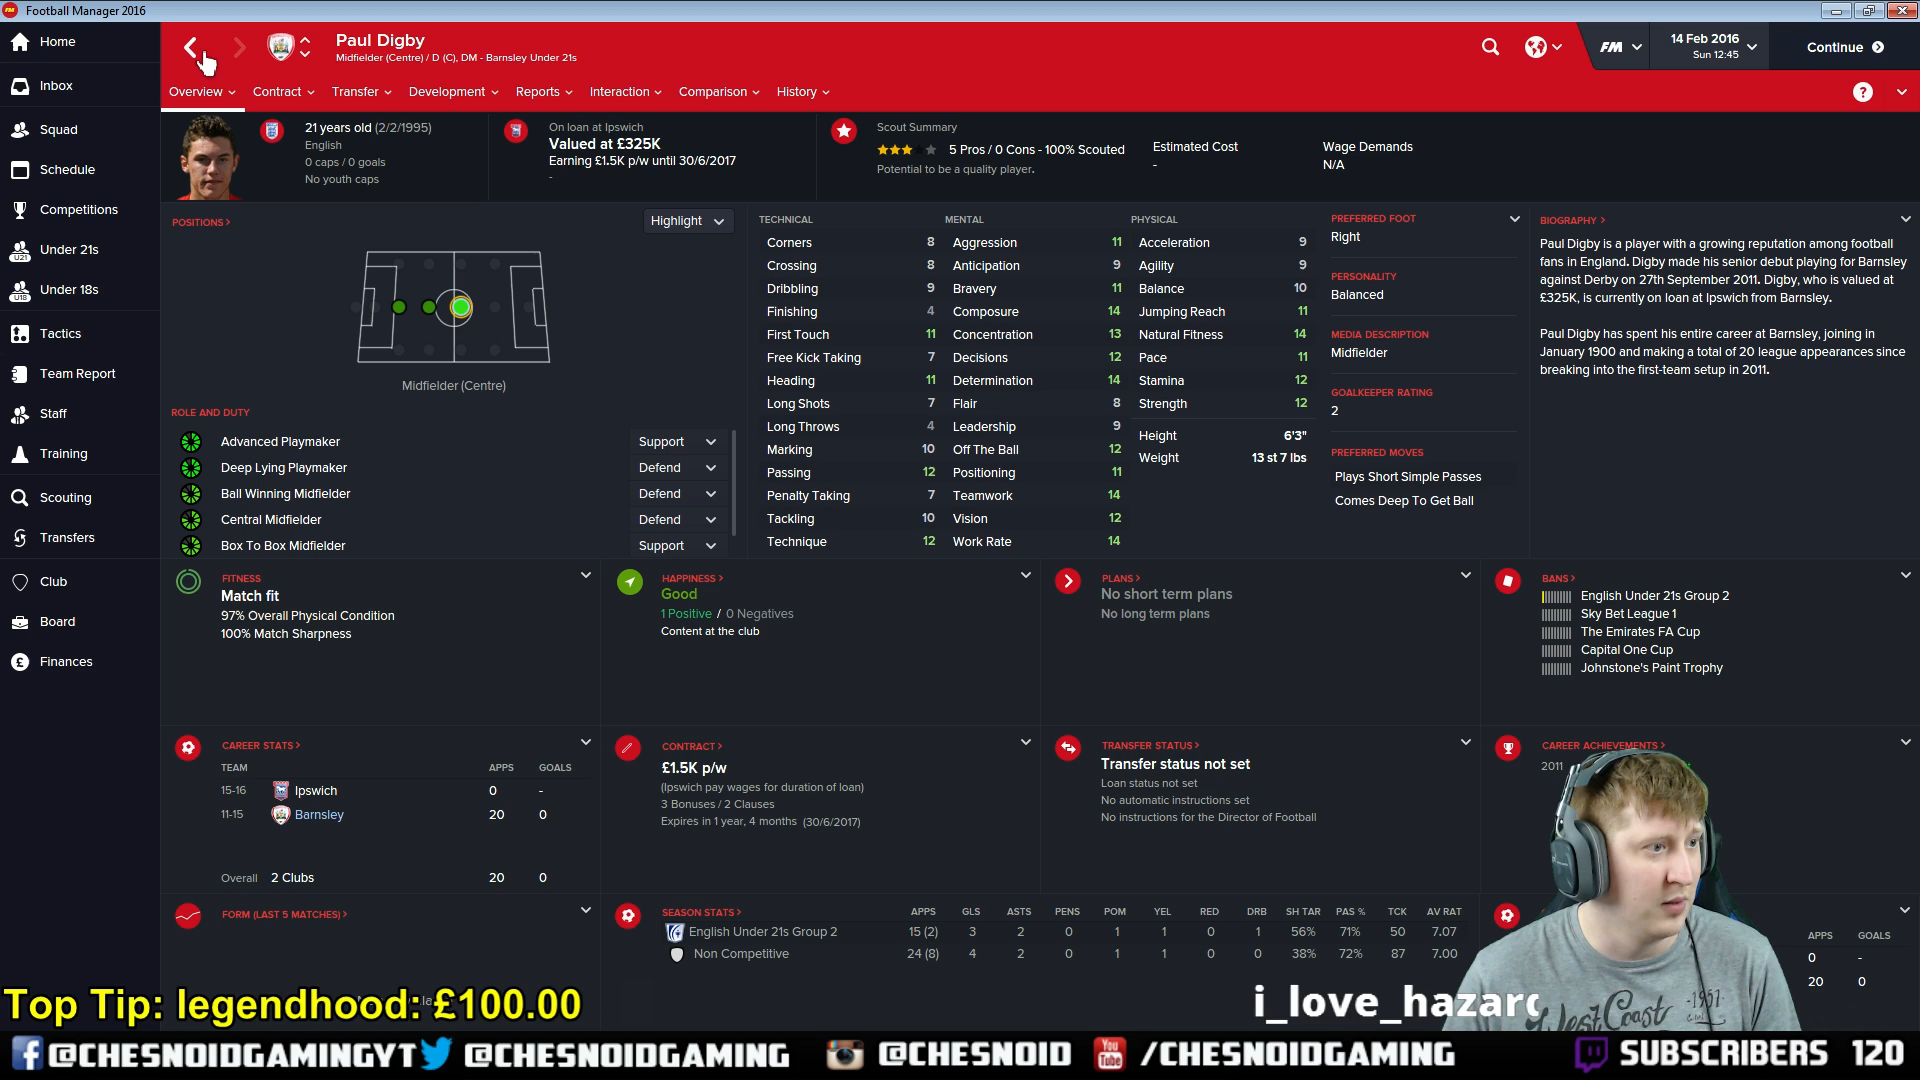 Football Manager 2016
Home
Inbox
Squad
Schedule
Competitions
Under 21s
Under 18s
Tactics
Team Report
Staff
Training
Scouting
Transfers
Club
Board
Finances
Paul Digby
Midfielder (Centre) / D (C), DM - Barnsley Under 21s
FM
14 Feb 2016
Sun 12:45
Continue
Overview Contract Transfer Development Reports Interaction Comparison History
?
21 years old (2/2/1995)
English
0 caps / 0 goals
No youth caps
On loan at Ipswich
Valued at £325K
Earning £1.5K p/w until 30/6/2017
-
Scout Summary
5 Pros / 0 Cons - 100% Scouted
Potential to be a quality player.
Estimated Cost
-
Wage Demands
N/A
POSITIONS >
Highlight
Midfielder (Centre)
ROLE AND DUTY
Advanced Playmaker Support
Deep Lying Playmaker Defend
Ball Winning Midfielder Defend
Central Midfielder Defend
Box To Box Midfielder Support
TECHNICAL
Corners 8
Crossing 8
Dribbling 9
Finishing 4
First Touch 11
Free Kick Taking 7
Heading 11
Long Shots 7
Long Throws 4
Marking 10
Passing 12
Penalty Taking 7
Tackling 10
Technique 12
MENTAL
Aggression 11
Anticipation 9
Bravery 11
Composure 14
Concentration 13
Decisions 12
Determination 14
Flair 8
Leadership 9
Off The Ball 12
Positioning 11
Teamwork 14
Vision 12
Work Rate 14
PHYSICAL
Acceleration 9
Agility 9
Balance 10
Jumping Reach 11
Natural Fitness 14
Pace 11
Stamina 12
Strength 12
Height 6'3"
Weight 13 st 7 lbs
PREFERRED FOOT
Right
PERSONALITY
Balanced
MEDIA DESCRIPTION
Midfielder
GOALKEEPER RATING
2
PREFERRED MOVES
Plays Short Simple Passes
Comes Deep To Get Ball
BIOGRAPHY >
Paul Digby is a player with a growing reputation among football
fans in England. Digby made his senior debut playing for Barnsley
against Derby on 27th September 2011. Digby, who is valued at
£325K, is currently on loan at Ipswich from Barnsley.
Paul Digby has spent his entire career at Barnsley, joining in
January 1900 and making a total of 20 league appearances since
breaking into the first-team setup in 2011.
FITNESS
Match fit
97% Overall Physical Condition
100% Match Sharpness
HAPPINESS >
Good
1 Positive / 0 Negatives
Content at the club
PLANS >
No short term plans
No long term plans
BANS >
English Under 21s Group 2
Sky Bet League 1
The Emirates FA Cup
Capital One Cup
Johnstone's Paint Trophy
CAREER STATS >
TEAM APPS GOALS
15-16 Ipswich 0 -
11-15 Barnsley 20 0
Overall 2 Clubs 20 0
CONTRACT >
£1.5K p/w
(Ipswich pay wages for duration of loan)
3 Bonuses / 2 Clauses
Expires in 1 year, 4 months (30/6/2017)
TRANSFER STATUS >
Transfer status not set
Loan status not set
No automatic instructions set
No instructions for the Director of Football
CAREER ACHIEVEMENTS >
2011
FORM (LAST 5 MATCHES) >
SEASON STATS > APPS GLS ASTS PENS POM YEL RED DRB SH TAR PAS % TCK AV RAT
English Under 21s Group 2 15 (2) 3 2 0 1 1 0 1 56% 71% 50 7.07
Non Competitive 24 (8) 4 2 0 1 1 0 0 38% 72% 87 7.00
APPS GOALS
0 -
20 0
Top Tip: legendhood: £100.00
i_love_hazard
West Coast
-1951-
@CHESNOIDGAMINGYT @CHESNOIDGAMING @CHESNOID You Tube /CHESNOIDGAMING SUBSCRIBERS 120